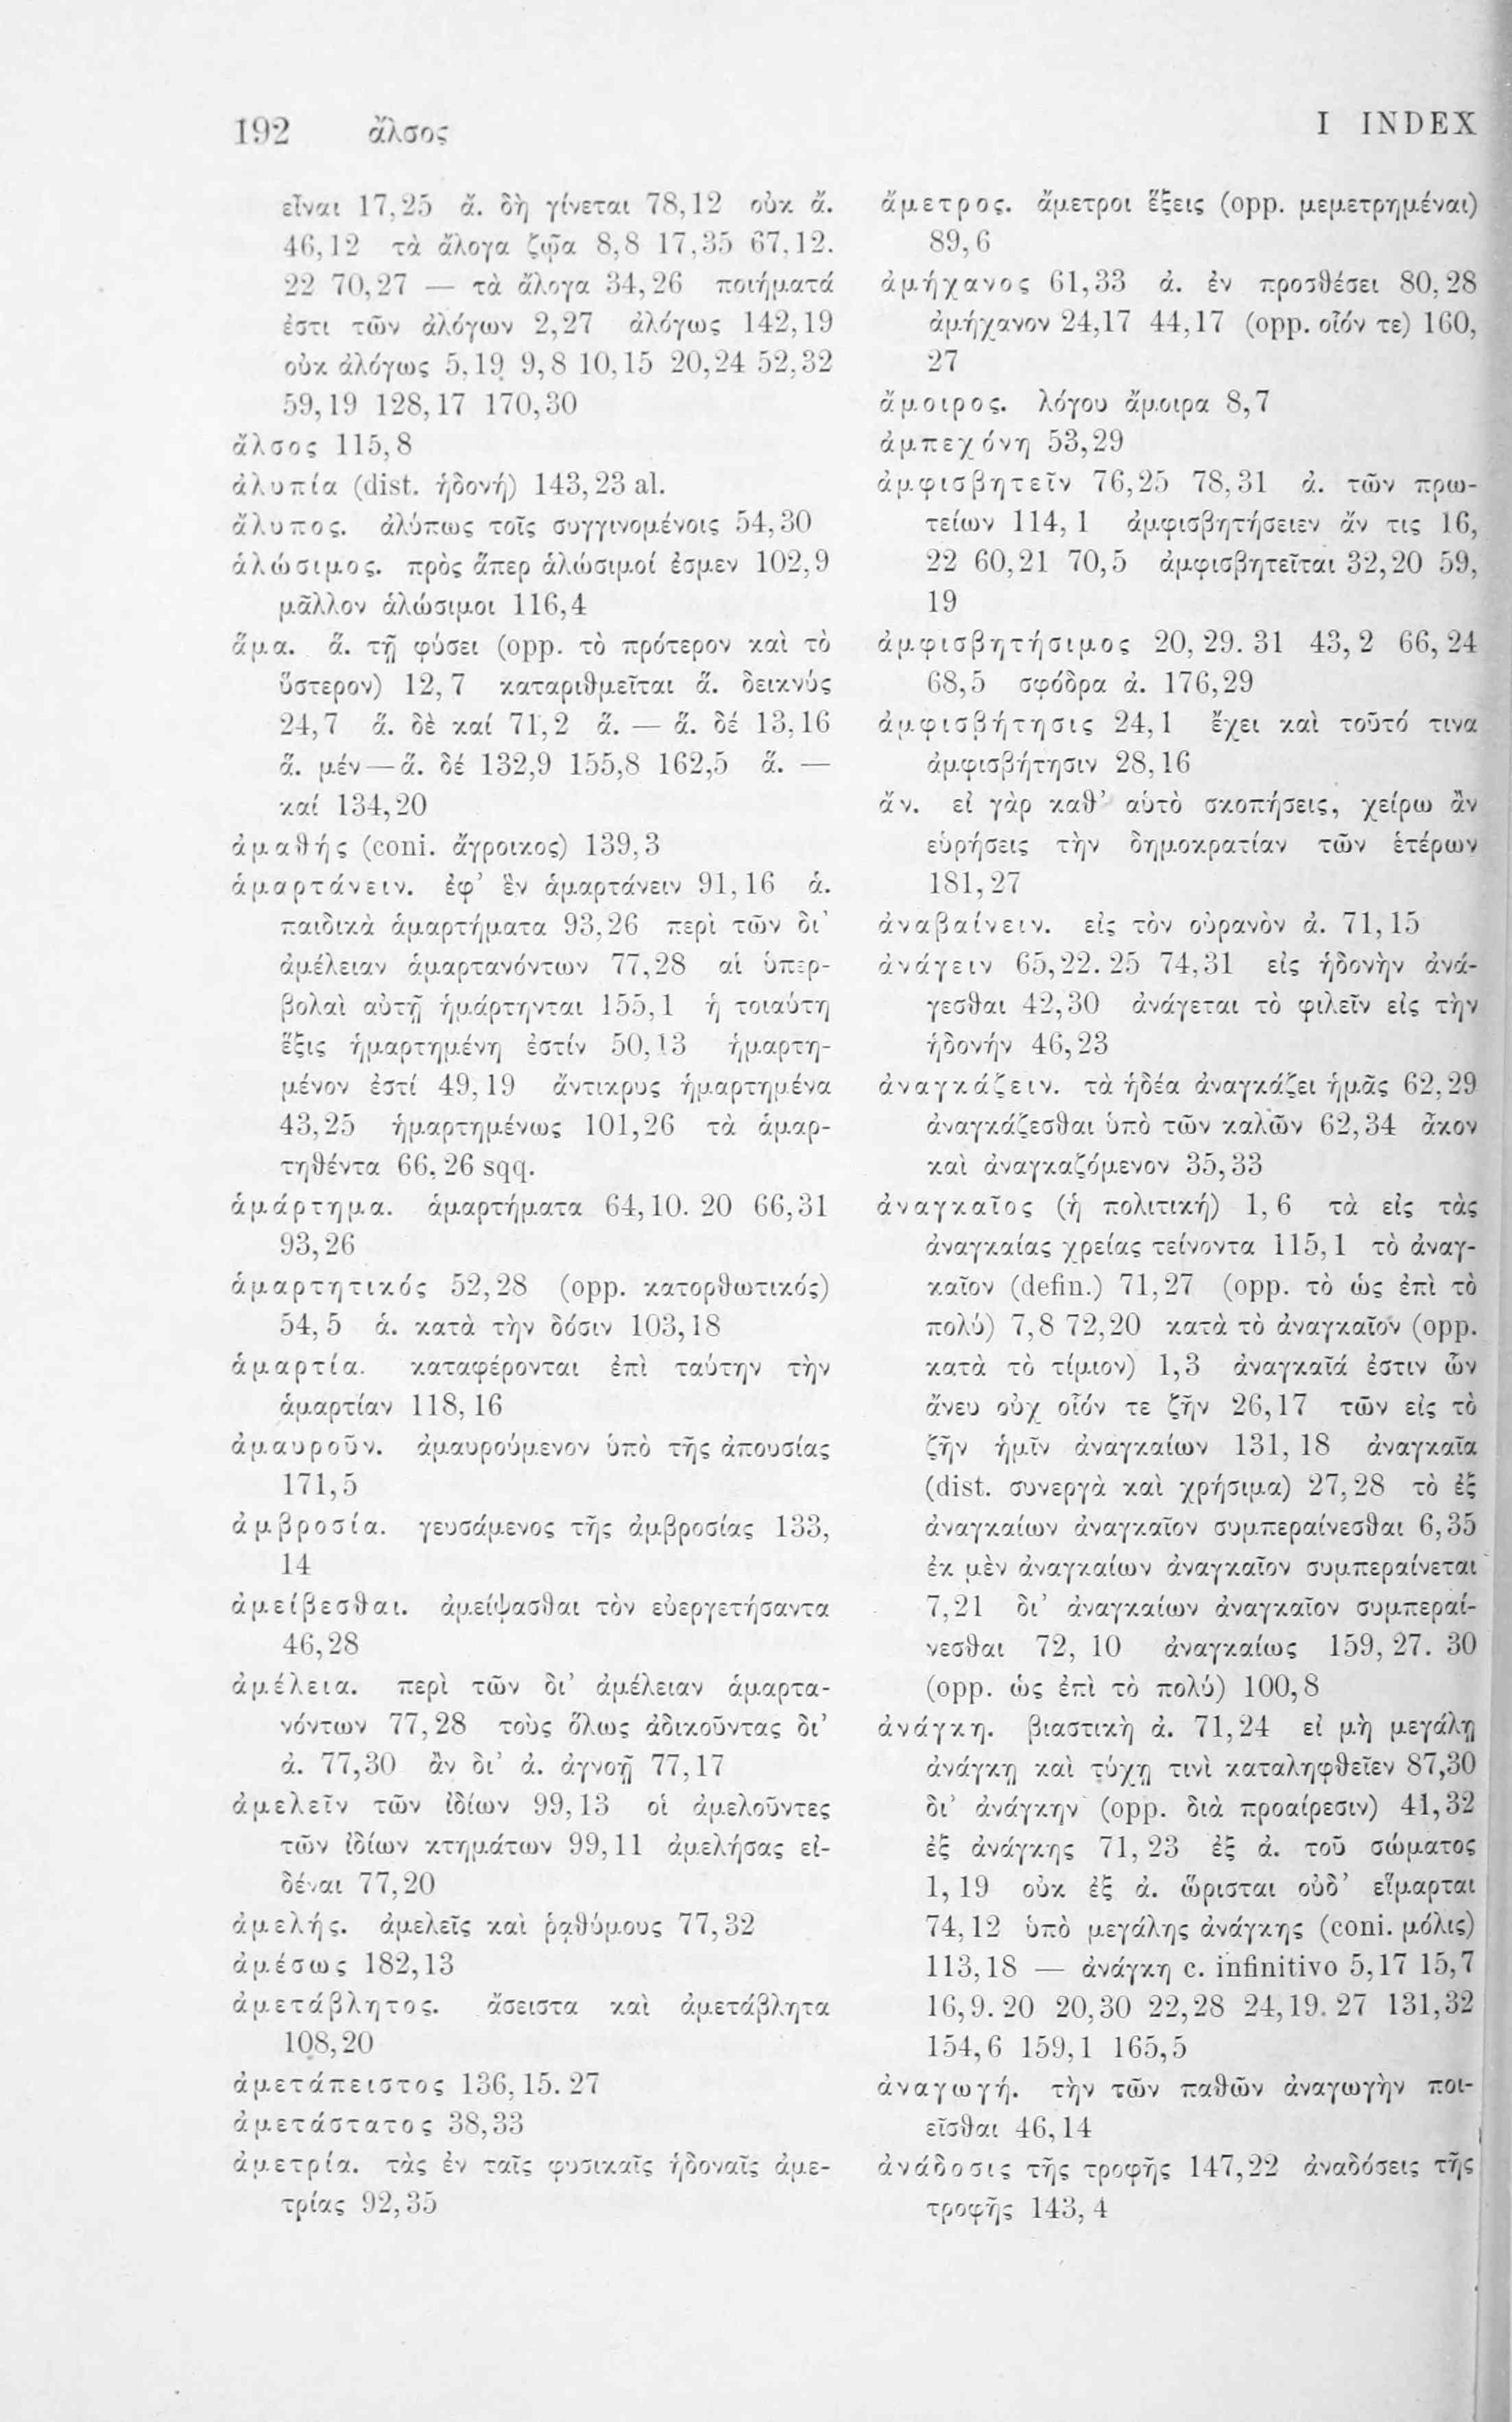 192 ἄλσος
I INDEX
εἶναι 17,25 ἄ. δὴ γίνεται 78,12 οὐκ ἄ.
46,12 τὰ ἄλογα ζῷα 8,8 17,35 67,12.
22 70,27 — τὰ ἄλογα 34,26 ποιήματά
ἐστι τῶν ἀλόγων 2,27 ἀλόγως 142,19
οὐκ ἀλόγως 5,19 9,8 10,15 20,24 52,32
59,19 128,17 170,30
ἄλσος 115,8
ἀλυπία (dist. ἡδονή) 143,23 al.
ἄλυπος. ἀλύπως τοῖς συγγινομένοις 54,30
ἁλώσιμος. πρὸς ἅπερ ἁλώσιμοί ἐσμεν 102,9
μᾶλλον ἁλώσιμοι 116,4
ἅμα. ἅ. τῇ φύσει (opp. τὸ πρότερον καὶ τὸ
ὕστερον) 12,7 καταριθμεῖται ἅ. δεικνύς
24,7 ἅ. δὲ καί 71,2 ἅ. — ἅ. δέ 13,16
ἅ. μέν — ἅ. δέ 132,9 155,8 162,5 ἅ. —
καί 134,20
ἀμαθής (coni. ἄγροικος) 139,3
ἁμαρτάνειν. ἐφ’ ἓν ἁμαρτάνειν 91,16 ἁ.
παιδικὰ ἁμαρτήματα 93,26 περὶ τῶν δι’
ἀμέλειαν ἁμαρτανόντων 77,28 αἱ ὑπερ-
βολαὶ αὐτῇ ἡμάρτηνται 155,1 ἡ τοιαύτη
ἕξις ἡμαρτημένη ἐστίν 50,13 ἡμαρτη-
μένον ἐστί 49,19 ἄντικρυς ἡμαρτημένα
43,25 ἡμαρτημένως 101,26 τὰ ἁμαρ-
τηθέντα 66,26 sqq.
ἁμάρτημα. ἁμαρτήματα 64,10. 20 66,31
93,26
ἁμαρτητικός 52,28 (opp. κατορθωτικός)
54,5 ἁ. κατὰ τὴν δόσιν 103,18
ἁμαρτία. καταφέρονται ἐπὶ ταύτην τὴν
ἁμαρτίαν 118,16
ἀμαυροῦν. ἀμαυρούμενον ὑπὸ τῆς ἀπουσίας
171,5
ἀμβροσία. γευσάμενος τῆς ἀμβροσίας 133,
14
ἀμείβεσθαι. ἀμείψασθαι τὸν εὐεργετήσαντα
46,28
ἀμέλεια. περὶ τῶν δι’ ἀμέλειαν ἁμαρτα-
νόντων 77,28 τοὺς ὅλως ἀδικοῦντας δι’
ἀ. 77,30 ἂν δι’ ἀ. ἀγνοῇ 77,17
ἀμελεῖν τῶν ἰδίων 99,13 οἱ ἀμελοῦντες
τῶν ἰδίων κτημάτων 99,11 ἀμελήσας εἰ-
δέναι 77,20
ἀμελής. ἀμελεῖς καὶ ῥᾳθύμους 77,32
ἀμέσως 182,13
ἀμετάβλητος. ἄσειστα καὶ ἀμετάβλητα
108,20
ἀμετάπειστος 136,15. 27
ἀμετάστατος 38,33
ἀμετρία. τὰς ἐν ταῖς φυσικαῖς ἡδοναῖς ἀμε-
τρίας 92,35
ἄμετρος. ἄμετροι ἕξεις (opp. μεμετρημέναι)
89,6
ἀμήχανος 61,33 ἀ. ἐν προσθέσει 80,28
ἀμήχανον 24,17 44,17 (opp. οἷόν τε) 160,
27
ἄμοιρος. λόγου ἄμοιρα 8,7
ἀμπεχόνη 53,29
ἀμφισβητεῖν 76,25 78,31 ἀ. τῶν πρω-
τείων 114,1 ἀμφισβητήσειεν ἄν τις 16,
22 60,21 70,5 ἀμφισβητεῖται 32,20 59,
19
ἀμφισβητήσιμος 20,29. 31 43,2 66,24
68,5 σφόδρα ἀ. 176,29
ἀμφισβήτησις 24,1 ἔχει καὶ τοῦτό τινα
ἀμφισβήτησιν 28,16
ἄν. εἰ γὰρ καθ’ αὑτὸ σκοπήσεις, χείρω ἂν
εὑρήσεις τὴν δημοκρατίαν τῶν ἑτέρων
181,27
ἀναβαίνειν. εἰς τὸν οὐρανὸν ἀ. 71,15
ἀνάγειν 65,22. 25 74,31 εἰς ἡδονὴν ἀνά-
γεσθαι 42,30 ἀνάγεται τὸ φιλεῖν εἰς τὴν
ἡδονήν 46,23
ἀναγκάζειν. τὰ ἡδέα ἀναγκάζει ἡμᾶς 62,29
ἀναγκάζεσθαι ὑπὸ τῶν καλῶν 62,34 ἆκον
καὶ ἀναγκαζόμενον 35,33
ἀναγκαῖος (ἡ πολιτική) 1,6 τὰ εἰς τὰς
ἀναγκαίας χρείας τείνοντα 115,1 τὸ ἀναγ-
καῖον (defin.) 71,27 (opp. τὸ ὡς ἐπὶ τὸ
πολύ) 7,8 72,20 κατὰ τὸ ἀναγκαῖον (opp.
κατὰ τὸ τίμιον) 1,3 ἀναγκαῖά ἐστιν ὧν
ἄνευ οὐχ οἷόν τε ζῆν 26,17 τῶν εἰς τὸ
ζῆν ἡμῖν ἀναγκαίων 131,18 ἀναγκαῖα
(dist. συνεργὰ καὶ χρήσιμα) 27,28 τὸ ἐξ
ἀναγκαίων ἀναγκαῖον συμπεραίνεσθαι 6,35
ἐκ μὲν ἀναγκαίων ἀναγκαῖον συμπεραίνεται
7,21 δι’ ἀναγκαίων ἀναγκαῖον συμπεραί-
νεσθαι 72,10 ἀναγκαίως 159,27. 30
(opp. ὡς ἐπὶ τὸ πολύ) 100,8
ἀνάγκη. βιαστικὴ ἀ. 71,24 εἰ μὴ μεγάλῃ
ἀνάγκῃ καὶ τύχῃ τινὶ καταληφθεῖεν 87,30
δι’ ἀνάγκην (opp. διὰ προαίρεσιν) 41,32
ἐξ ἀνάγκης 71,23 ἐξ ἀ. τοῦ σώματος
1,19 οὐκ ἐξ ἀ. ὥρισται οὐδ’ εἵμαρται
74,12 ὑπὸ μεγάλης ἀνάγκης (coni. μόλις)
113,18 — ἀνάγκη c. infinitivo 5,17 15,7
16,9. 20 20,30 22,28 24,19. 27 131,32
154,6 159,1 165,5
ἀναγωγή. τὴν τῶν παθῶν ἀναγωγὴν ποι-
εῖσθαι 46,14
ἀνάδοσις τῆς τροφῆς 147,22 ἀναδόσεις τῆς
τροφῆς 143,4